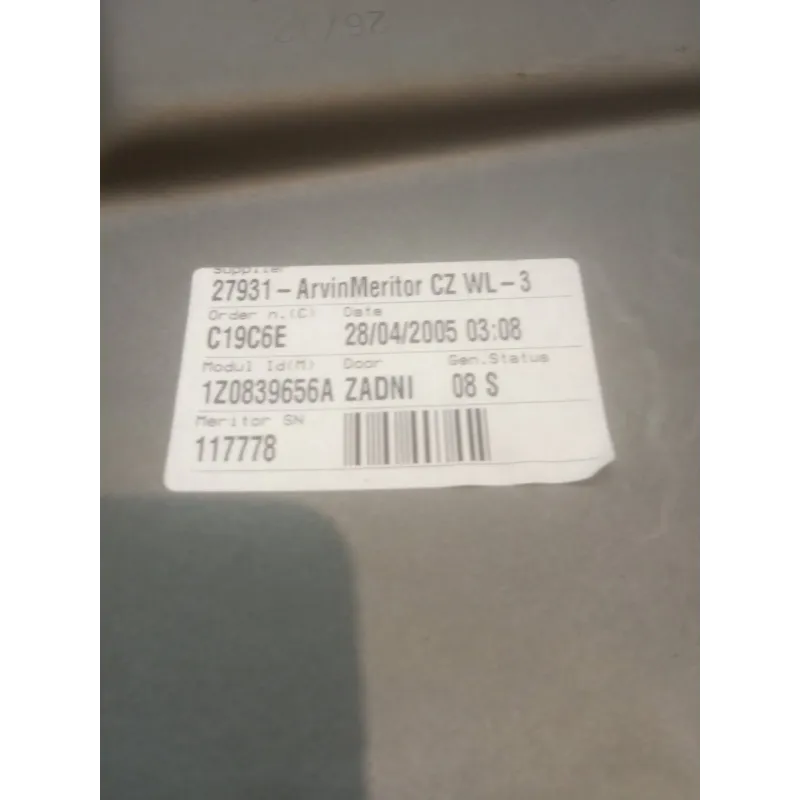 Supplier
27931-ArvinMeritor CZ WL-3
Order n.(C) Date
C19C6E 28/04/2005 03:08
Modul Id(M) Door Gen.Status
1Z0839656A ZADNI 08 S
Meritor SN
117778